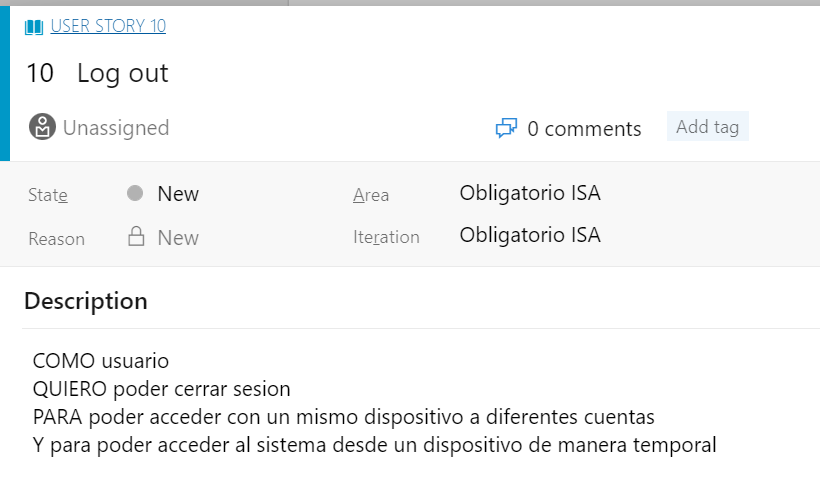 USER STORY 10
10 Log out
Unassigned
0 comments
Add tag
State New
Area Obligatorio ISA
Reason New
Iteration Obligatorio ISA
Description
COMO usuario
QUIERO poder cerrar sesion
PARA poder acceder con un mismo dispositivo a diferentes cuentas
Y para poder acceder al sistema desde un dispositivo de manera temporal